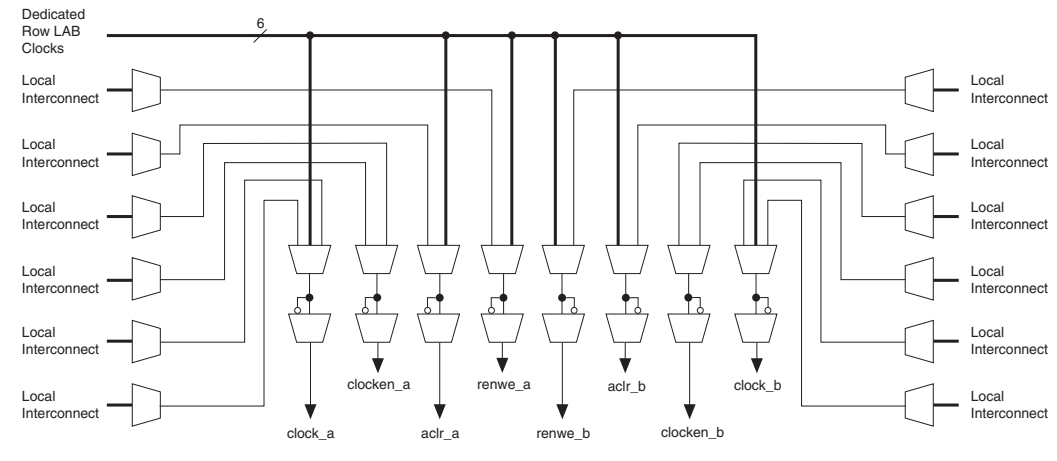 Dedicated
Row LAB
Clocks
6
Local
Interconnect
Local
Interconnect
Local
Interconnect
Local
Interconnect
Local
Interconnect
Local
Interconnect
Local
Interconnect
Local
Interconnect
Local
Interconnect
Local
Interconnect
Local
Interconnect
Local
Interconnect
clocken_a
renwe_a
aclr_b
clock_b
clock_a
aclr_a
renwe_b
clocken_b